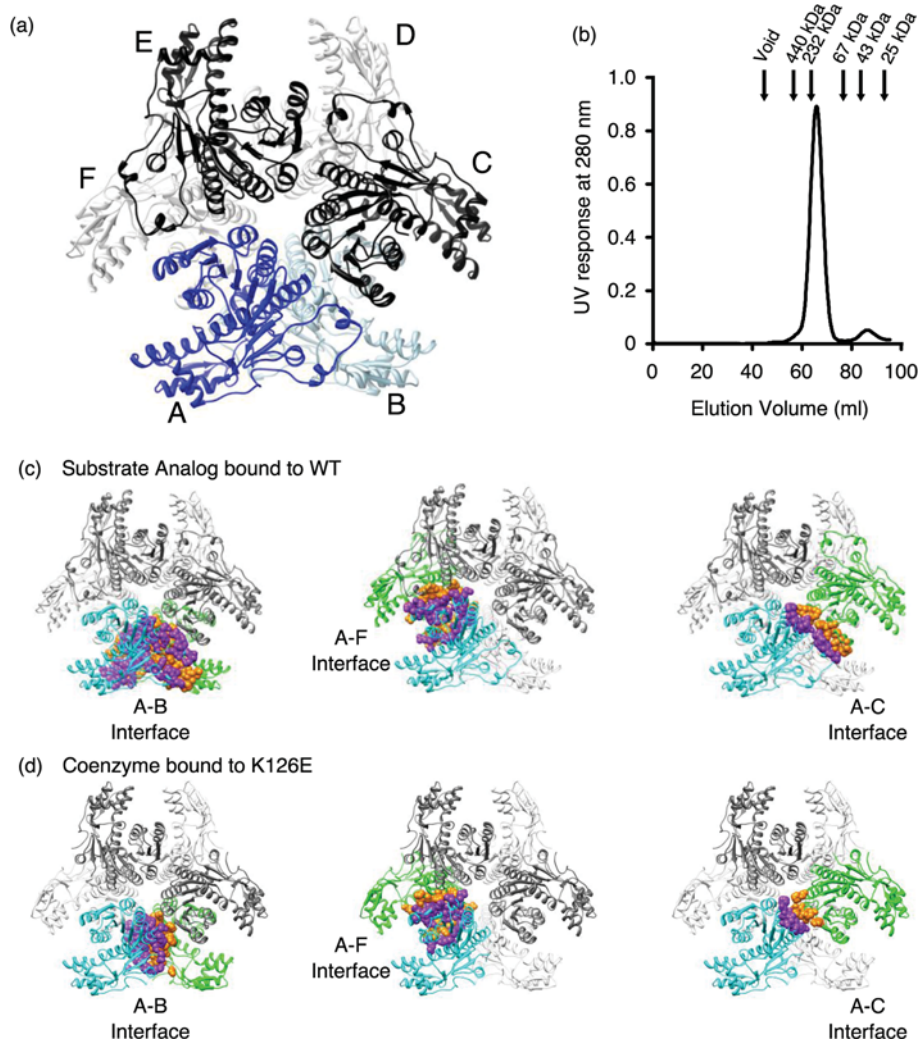 (a)
E
D
F
C
A
B
(b)
Void
440 kDa
232 kDa
67 kDa
43 kDa
25 kDa
1.0
0.8
0.6
0.4
0.2
0
UV response at 280 nm
0 20 40 60 80 100
Elution Volume (ml)
(c) Substrate Analog bound to WT
A-B
Interface
A-F
Interface
A-C
Interface
(d) Coenzyme bound to K126E
A-B
Interface
A-F
Interface
A-C
Interface